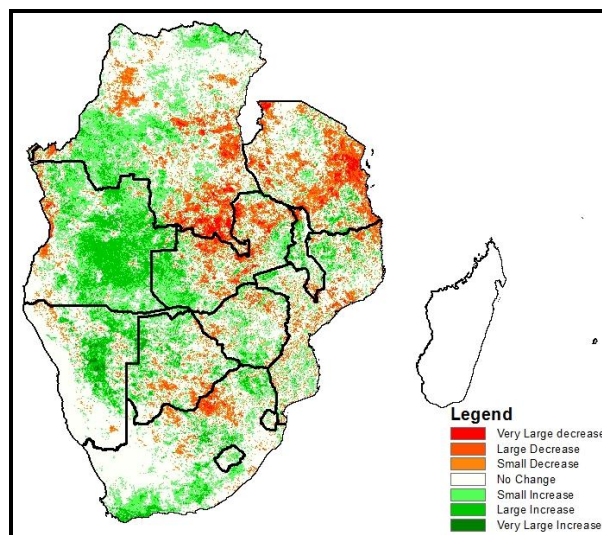 Legend
Very Large decrease
Large Decrease
Small Decrease
No Change
Small Increase
Large Increase
Very Large Increase